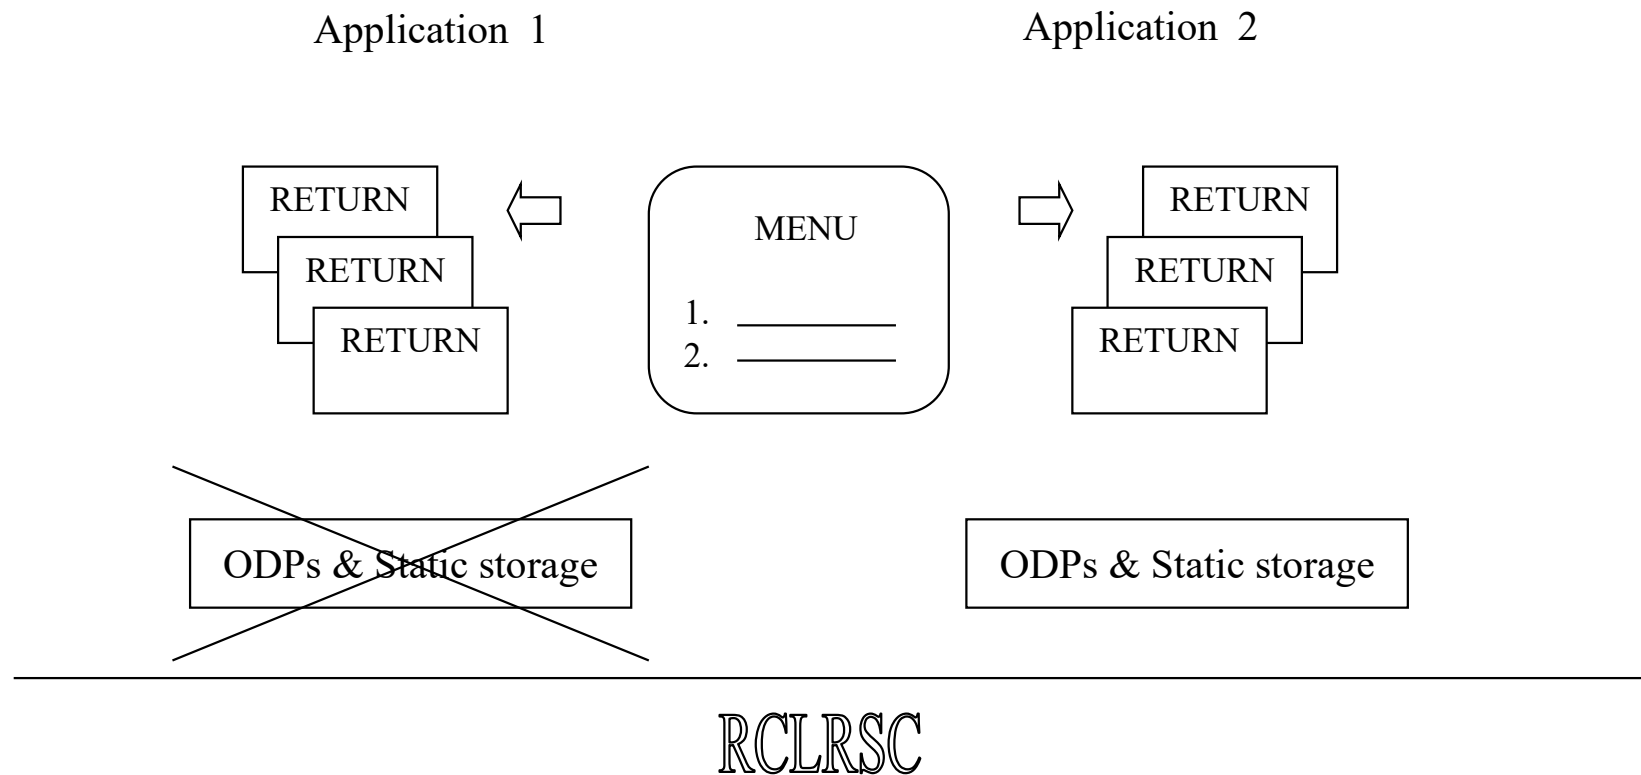 Application 1
Application 2
RETURN
RETURN
RETURN
MENU
1.
2.
RETURN
RETURN
RETURN
ODPs & Static storage
ODPs & Static storage
RCLRSC